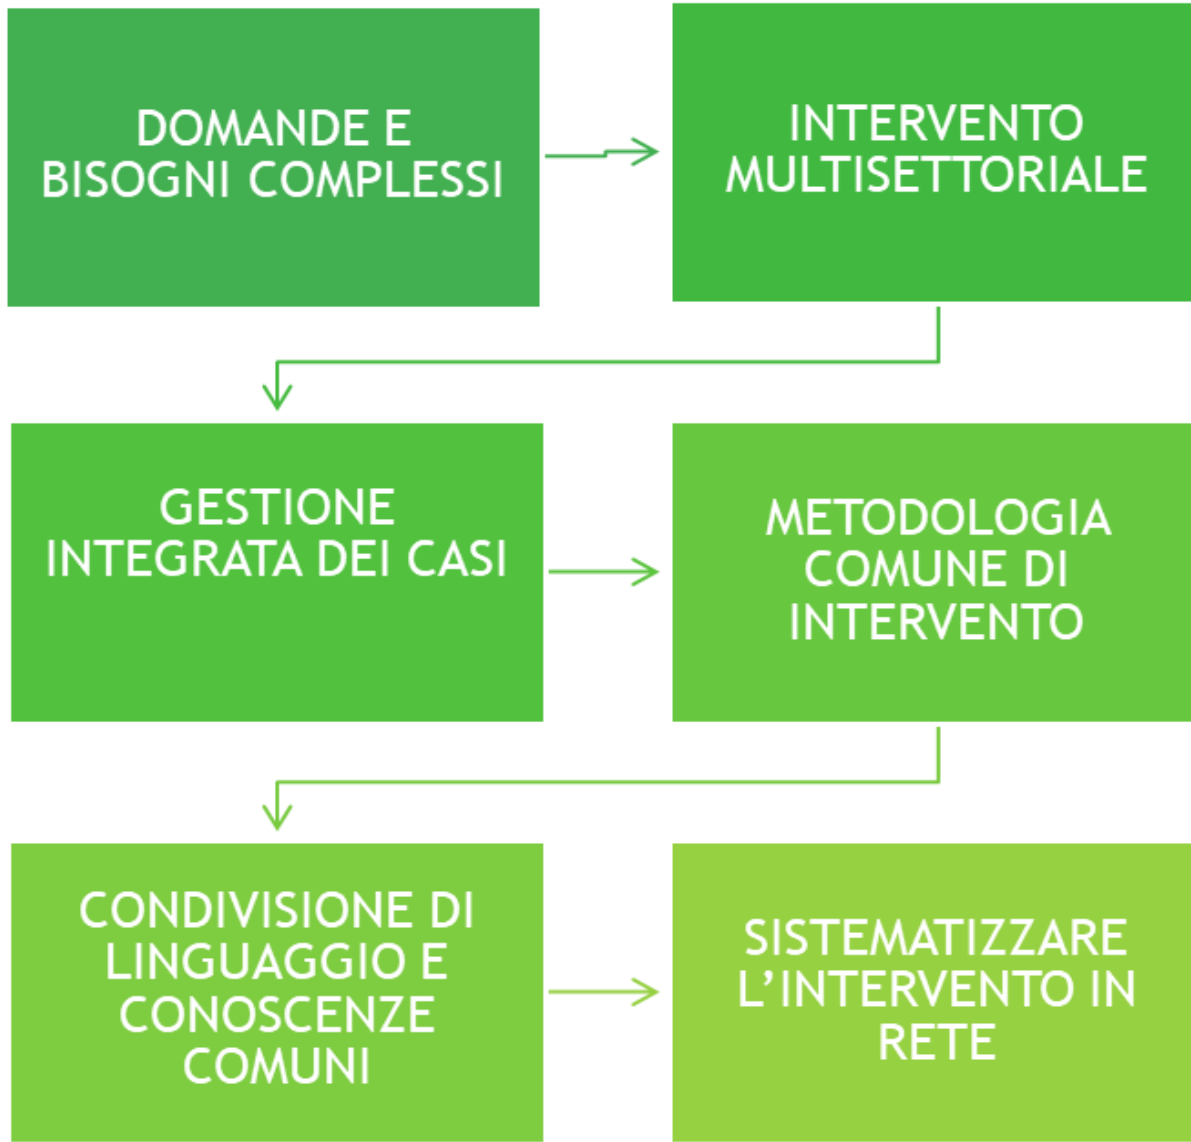 DOMANDE E
BISOGNI COMPLESSI
INTERVENTO
MULTISETTORIALE
GESTIONE
INTEGRATA DEI CASI
METODOLOGIA
COMUNE DI
INTERVENTO
CONDIVISIONE DI
LINGUAGGIO E
CONOSCENZE
COMUNI
SISTEMATIZZARE
L’INTERVENTO IN
RETE